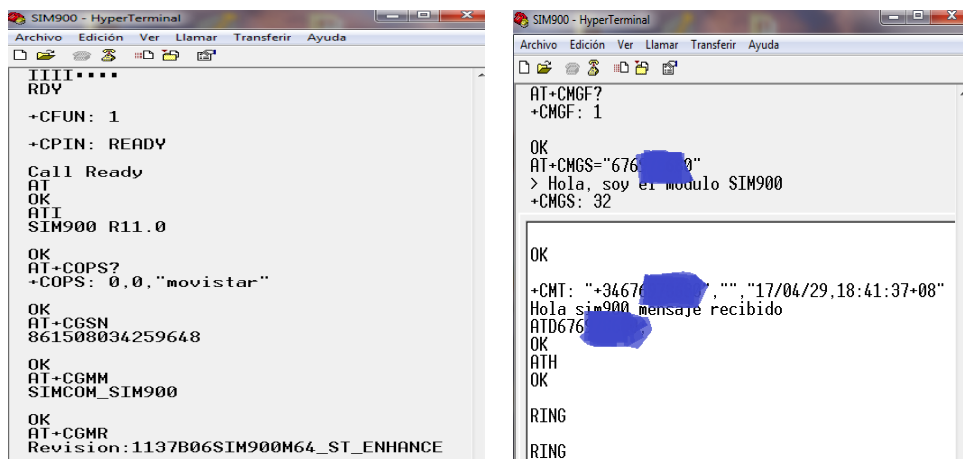 SIM900 - HyperTerminal
Archivo Edición Ver Llamar Transferir Ayuda
IIII▪▪▪▪
RDY
+CFUN: 1
+CPIN: READY
Call Ready
AT
OK
ATI
SIM900 R11.0
OK
AT+COPS?
+COPS: 0,0,"movistar"
OK
AT+CGSN
861508034259648
OK
AT+CGMM
SIMCOM_SIM900
OK
AT+CGMR
Revision:1137B06SIM900M64_ST_ENHANCE
SIM900 - HyperTerminal
Archivo Edición Ver Llamar Transferir Ayuda
AT+CMGF?
+CMGF: 1
OK
AT+CMGS="676 0"
> Hola, soy el modulo SIM900
+CMGS: 32
OK
+CMT: "+34676 ","","17/04/29,18:41:37+08"
Hola sim900 mensaje recibido
ATD676
OK
ATH
OK
RING
RING